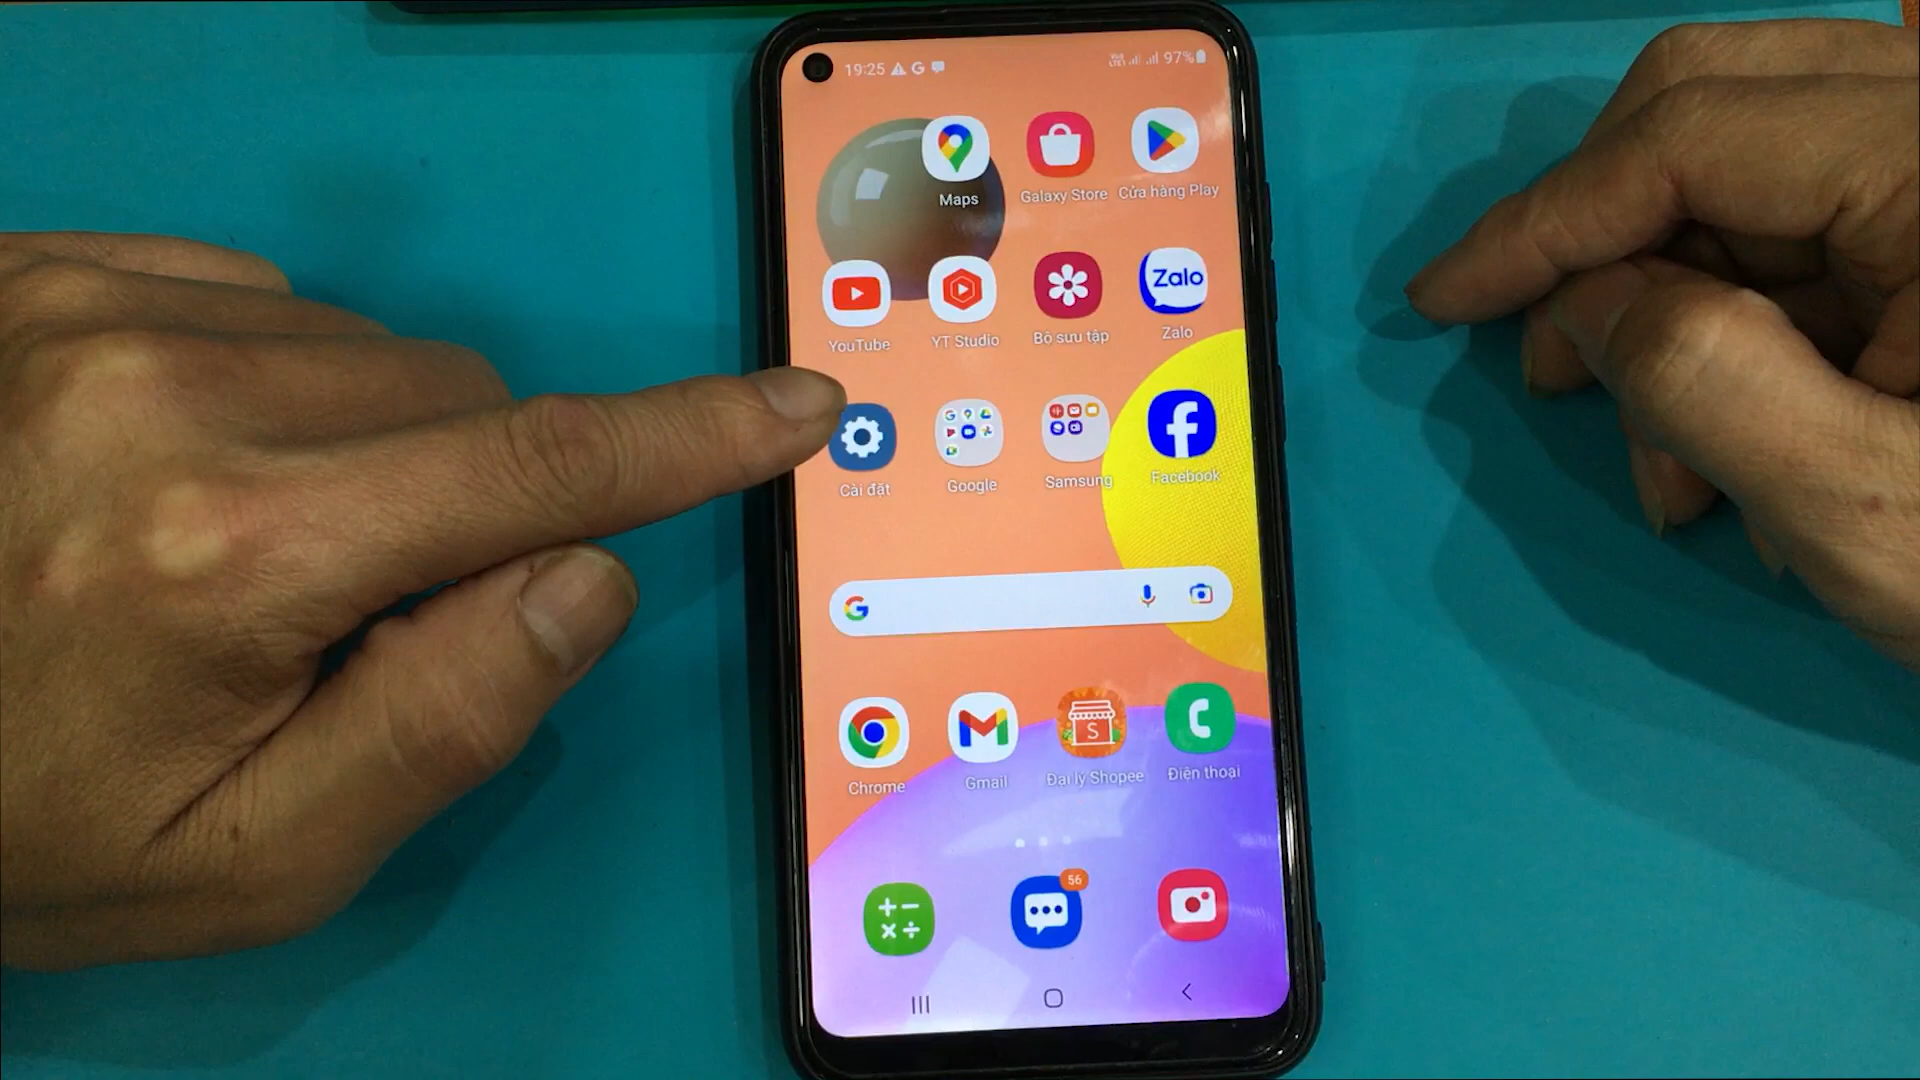 19:25
97%
Maps
Galaxy Store
Cửa hàng Play
Zalo
YouTube
YT Studio
Bộ sưu tập
Zalo
Cài đặt
Google
Samsung
Facebook
Chrome
Gmail
S
Đại lý Shopee
Điện thoại
56